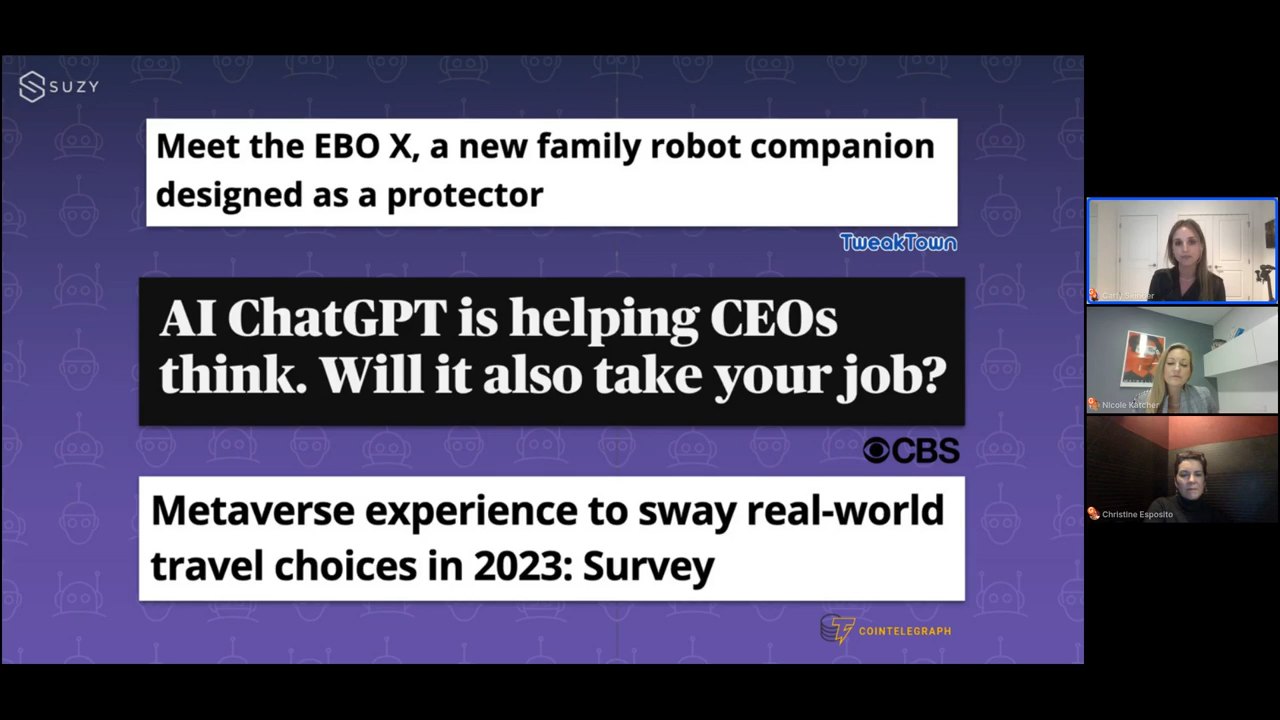 SUZY
Meet the EBO X, a new family robot companion
designed as a protector
TweakTown
AI ChatGPT is helping CEOs
think. Will it also take your job?
CBS
Metaverse experience to sway real-world
travel choices in 2023: Survey
COINTELEGRAPH
Nicole Katcher
Christine Esposito